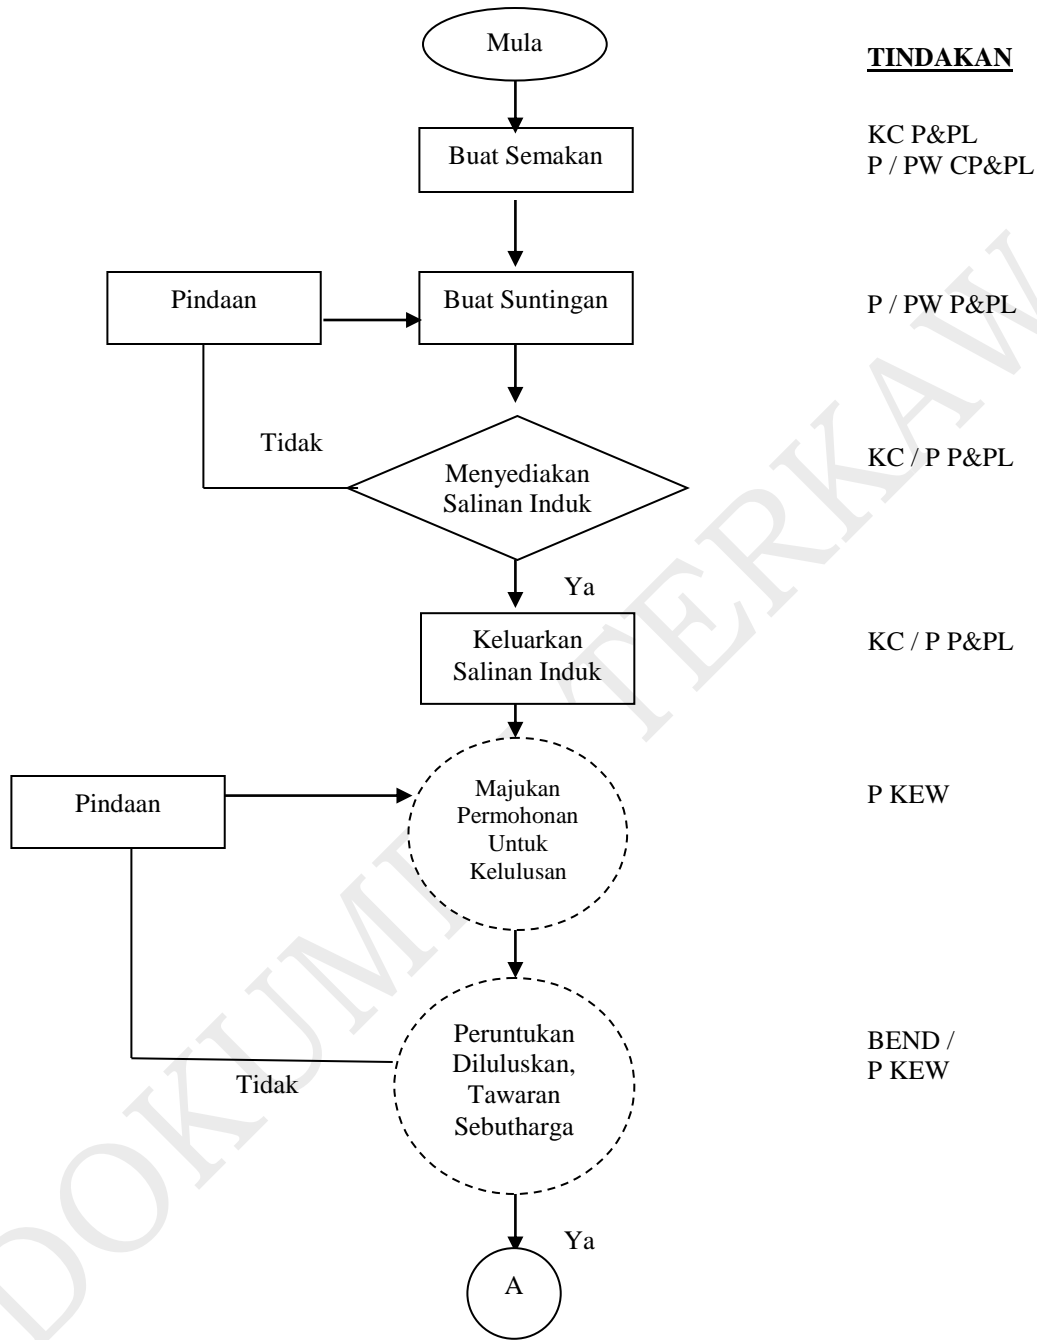 Mula
TINDAKAN
KC P&PL
P / PW CP&PL
Buat Semakan
Pindaan
Buat Suntingan
P / PW P&PL
Tidak
Menyediakan
Salinan Induk
KC / P P&PL
Ya
Keluarkan
Salinan Induk
KC / P P&PL
Pindaan
Majukan
Permohonan
Untuk
Kelulusan
P KEW
Peruntukan
Diluluskan,
Tawaran
Sebutharga
BEND /
P KEW
Tidak
Ya
A
DOKUM
TERKAW